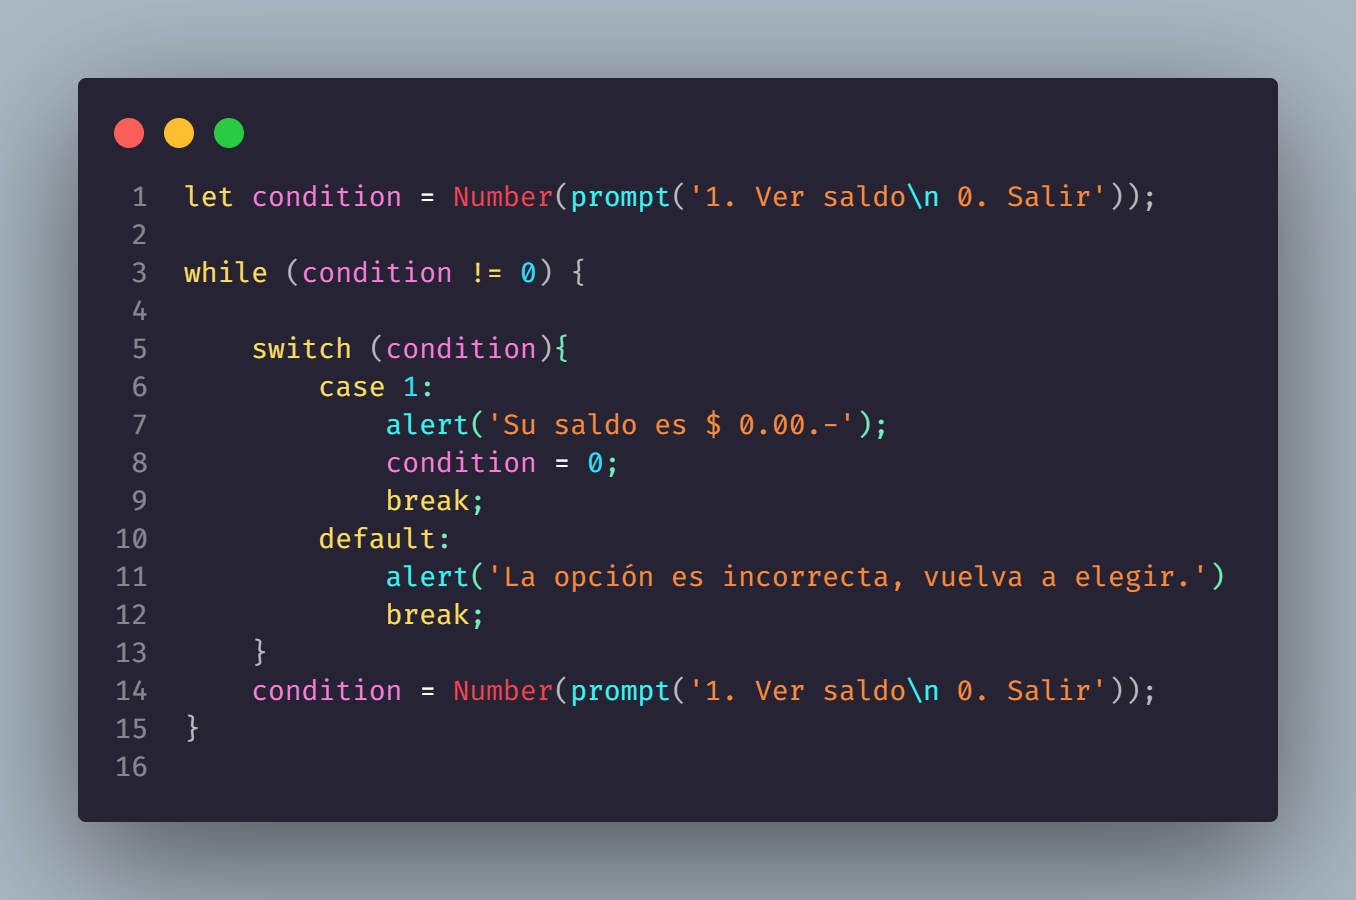 1 let condition = Number(prompt('1. Ver saldo\n 0. Salir'));
2
3 while (condition != 0) {
4
5     switch (condition){
6         case 1:
7             alert('Su saldo es $ 0.00.-');
8             condition = 0;
9             break;
10         default:
11             alert('La opción es incorrecta, vuelva a elegir.')
12             break;
13     }
14     condition = Number(prompt('1. Ver saldo\n 0. Salir'));
15 }
16